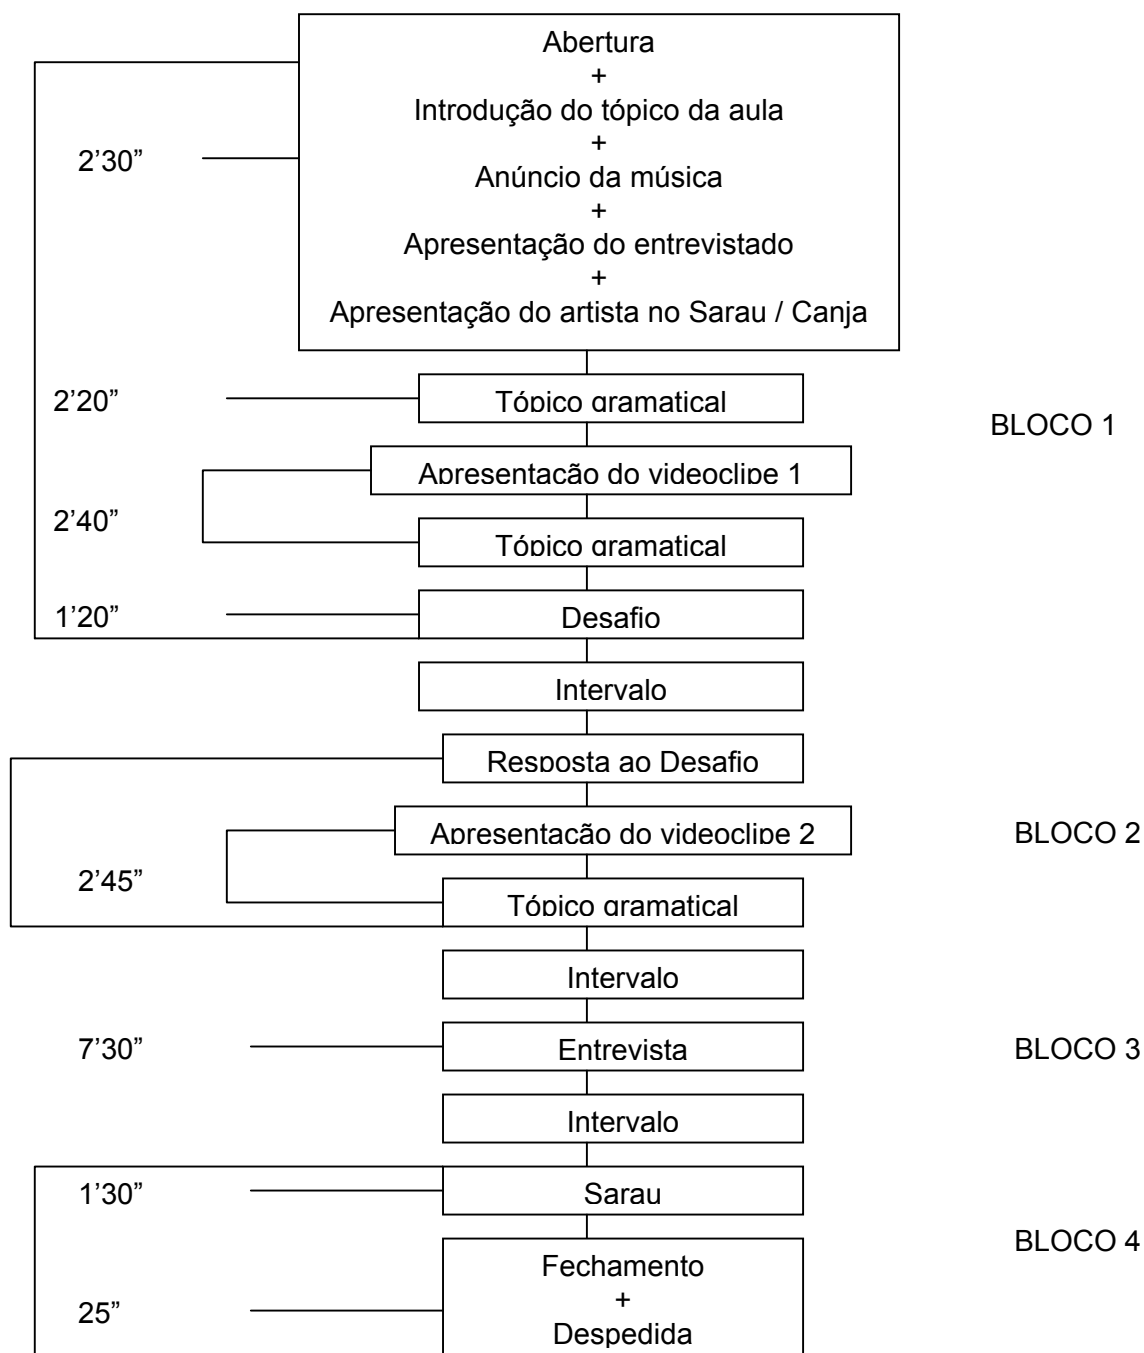 Abertura
+
Introdução do tópico da aula
+
2’30” Anúncio da música
+
Apresentação do entrevistado
+
Apresentação do artista no Sarau / Canja
2’20” Tópico gramatical
BLOCO 1
Apresentação do videoclipe 1
2’40”
Tópico gramatical
1’20” Desafio
Intervalo
Resposta ao Desafio
Apresentação do videoclipe 2 BLOCO 2
2’45”
Tópico gramatical
Intervalo
7’30” Entrevista BLOCO 3
Intervalo
1’30” Sarau
BLOCO 4
Fechamento
+
25”
Despedida